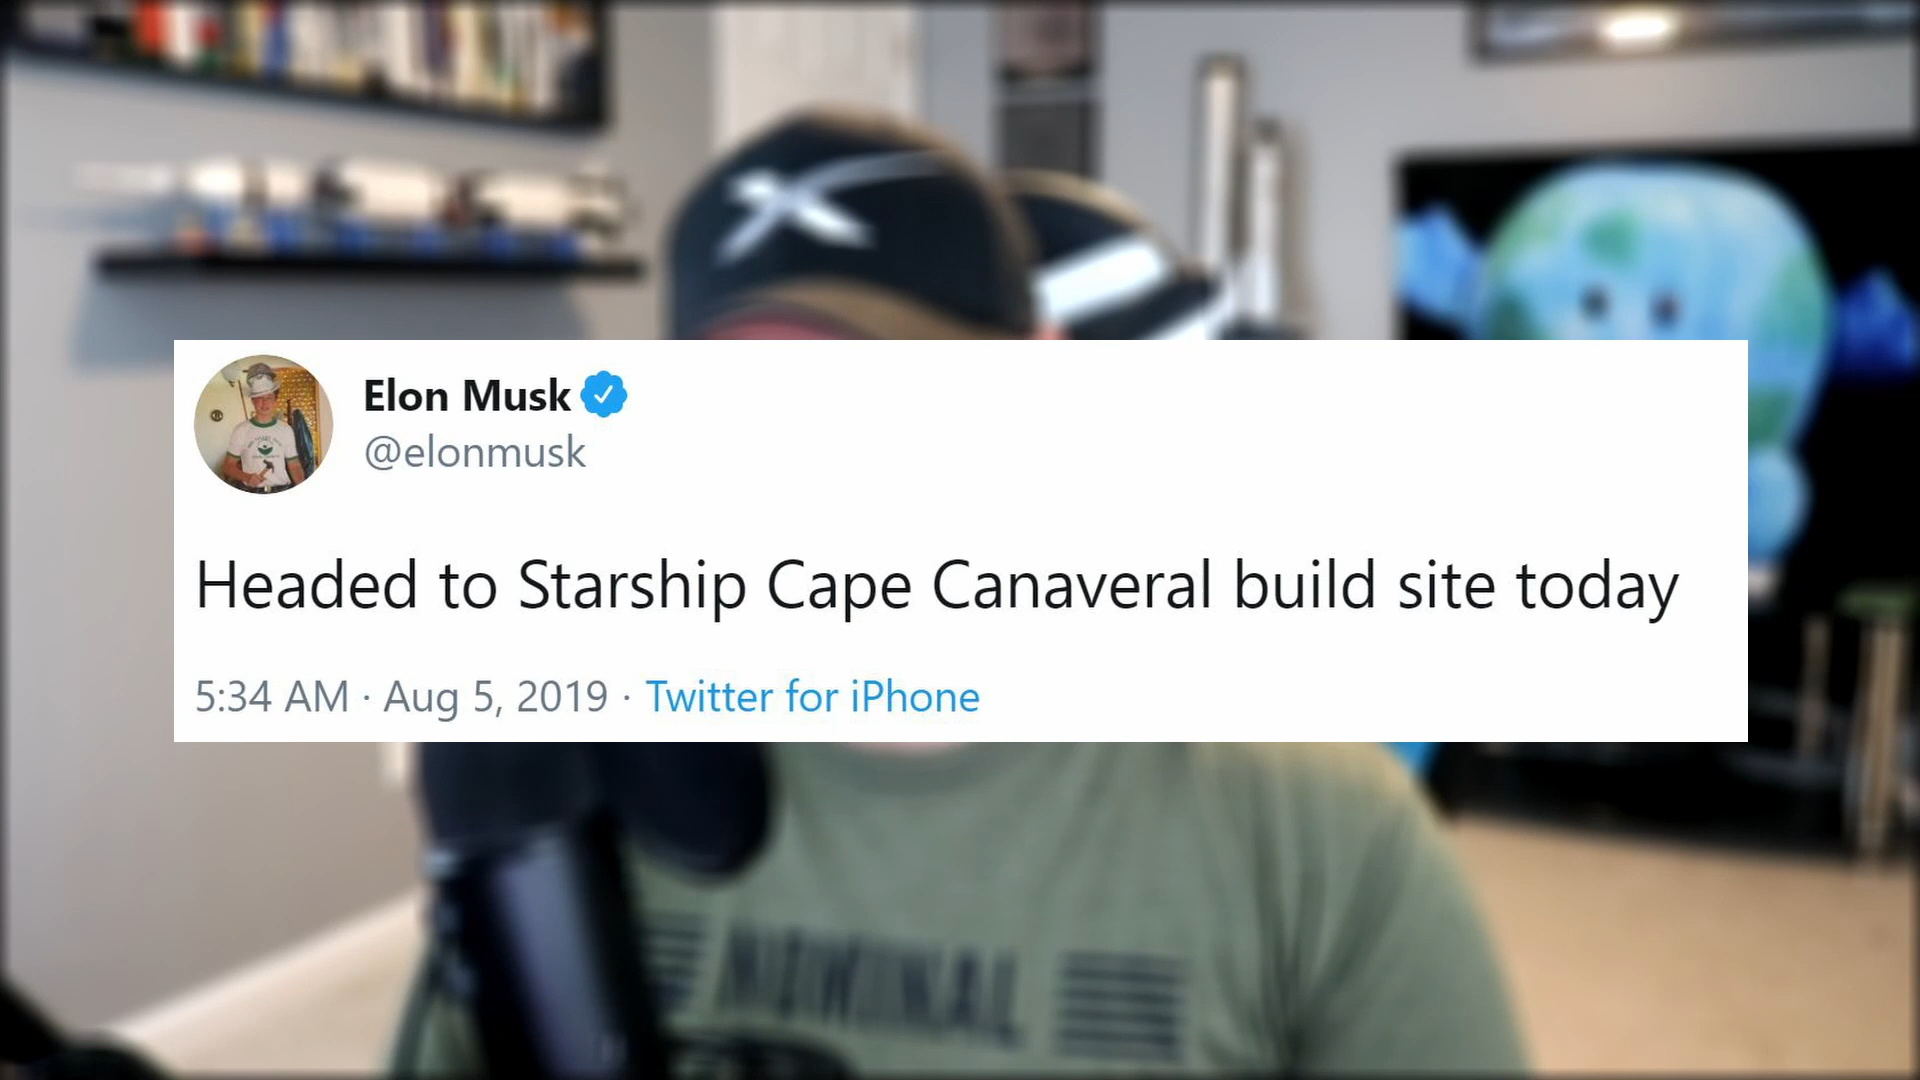 Elon Musk
@elonmusk
Headed to Starship Cape Canaveral build site today
5:34 AM · Aug 5, 2019 · Twitter for iPhone
NOMINAL